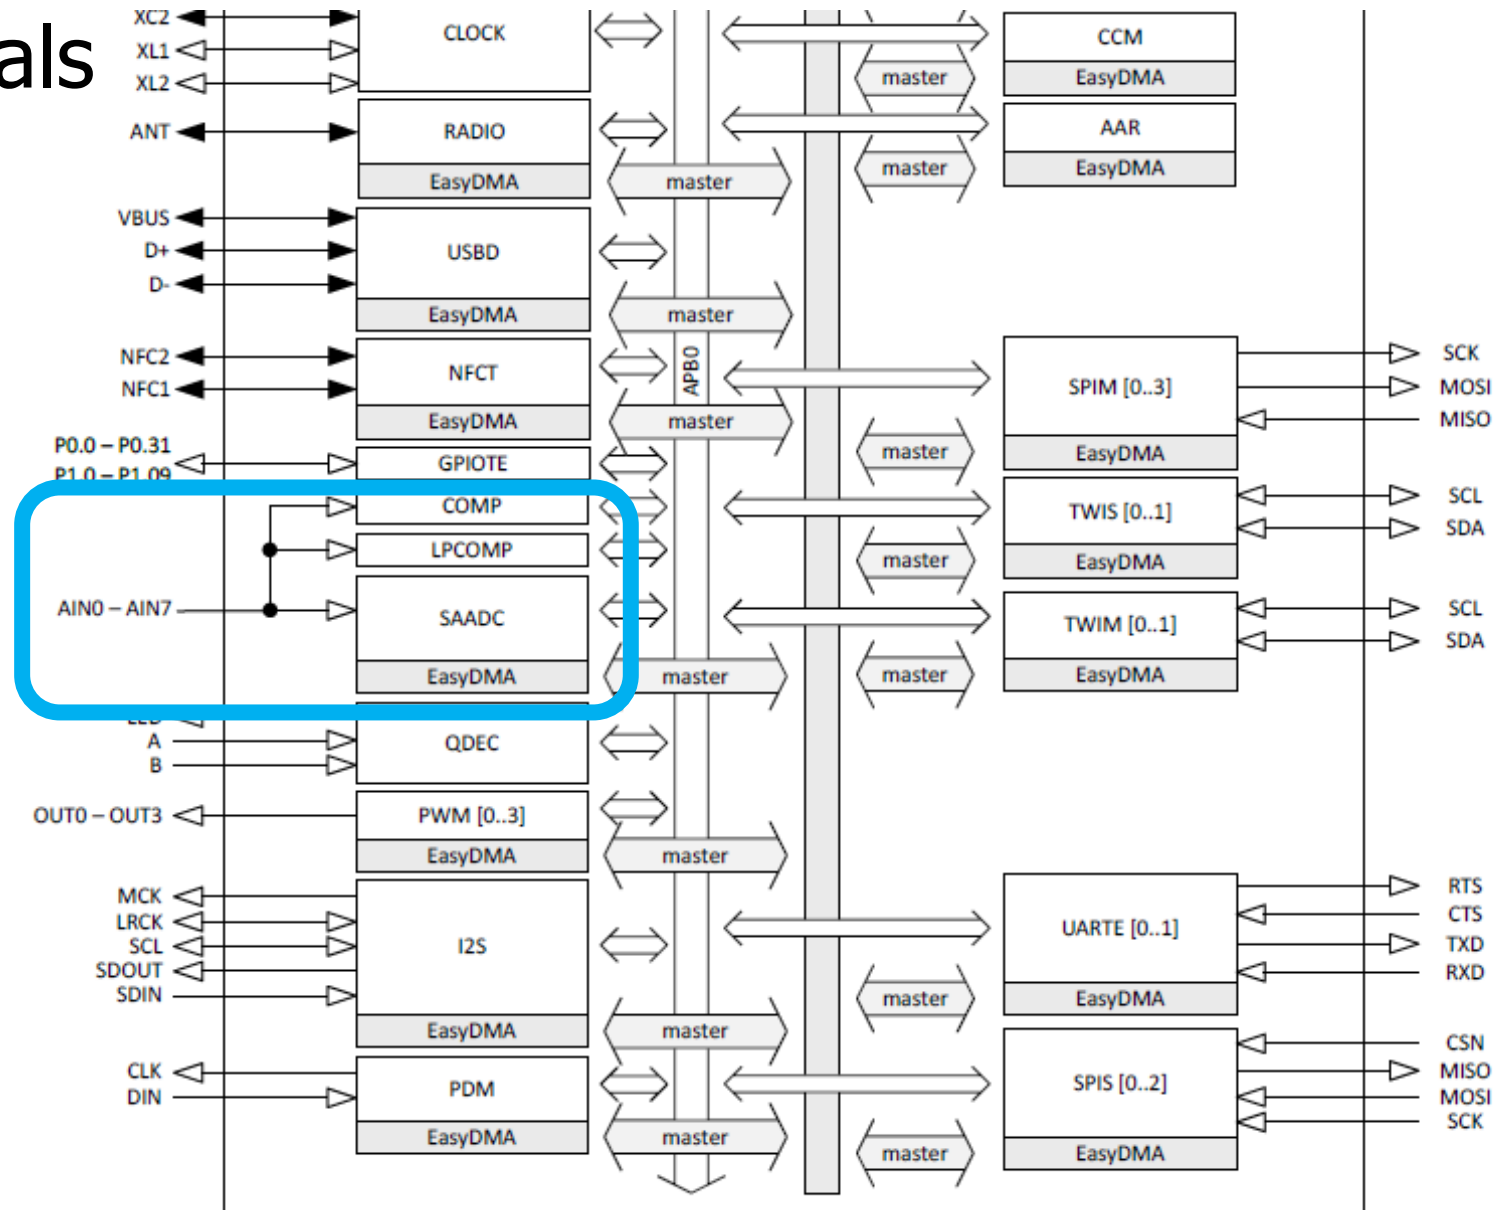 als
XC2
XL1
XL2
CLOCK
ANT
RADIO
EasyDMA
master
VBUS
D+
D-
USBD
EasyDMA
master
NFC2
NFC1
NFCT
EasyDMA
master
APB0
P0.0 – P0.31
P1.0 – P1.09
GPIOTE
COMP
LPCOMP
AIN0 – AIN7
SAADC
EasyDMA
master
LED
A
B
QDEC
OUT0 – OUT3
PWM [0..3]
EasyDMA
master
MCK
LRCK
SCL
SDOUT
SDIN
I2S
EasyDMA
master
CLK
DIN
PDM
EasyDMA
master
CCM
master
EasyDMA
AAR
master
EasyDMA
SPIM [0..3]
SCK
MOSI
MISO
master
EasyDMA
TWIS [0..1]
SCL
SDA
master
EasyDMA
TWIM [0..1]
SCL
SDA
master
EasyDMA
UARTE [0..1]
RTS
CTS
TXD
RXD
master
EasyDMA
SPIS [0..2]
CSN
MISO
MOSI
SCK
master
EasyDMA